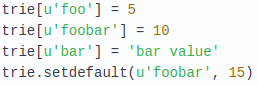 trie[u'foo'] = 5
trie[u'foobar'] = 10
trie[u'bar'] = 'bar value'
trie.setdefault(u'foobar', 15)